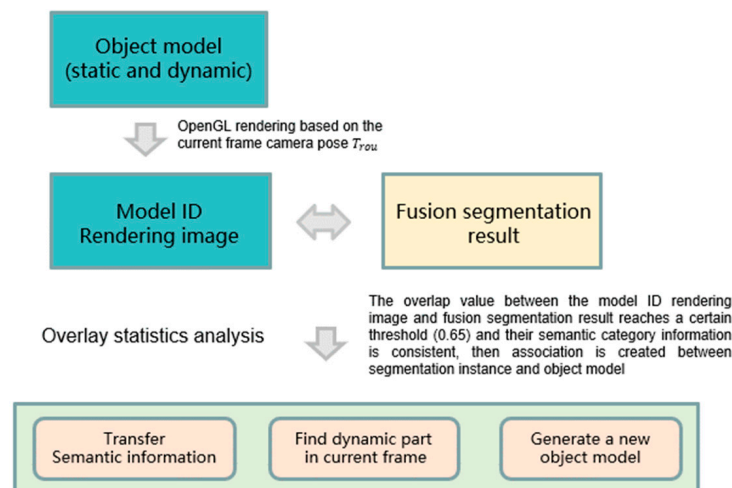 Object model
(static and dynamic)
OpenGL rendering based on the
current frame camera pose T_rou
Model ID
Rendering image
Fusion segmentation
result
Overlay statistics analysis
The overlap value between the model ID rendering
image and fusion segmentation result reaches a certain
threshold (0.65) and their semantic category information
is consistent, then association is created between
segmentation instance and object model
Transfer
Semantic information
Find dynamic part
in current frame
Generate a new
object model